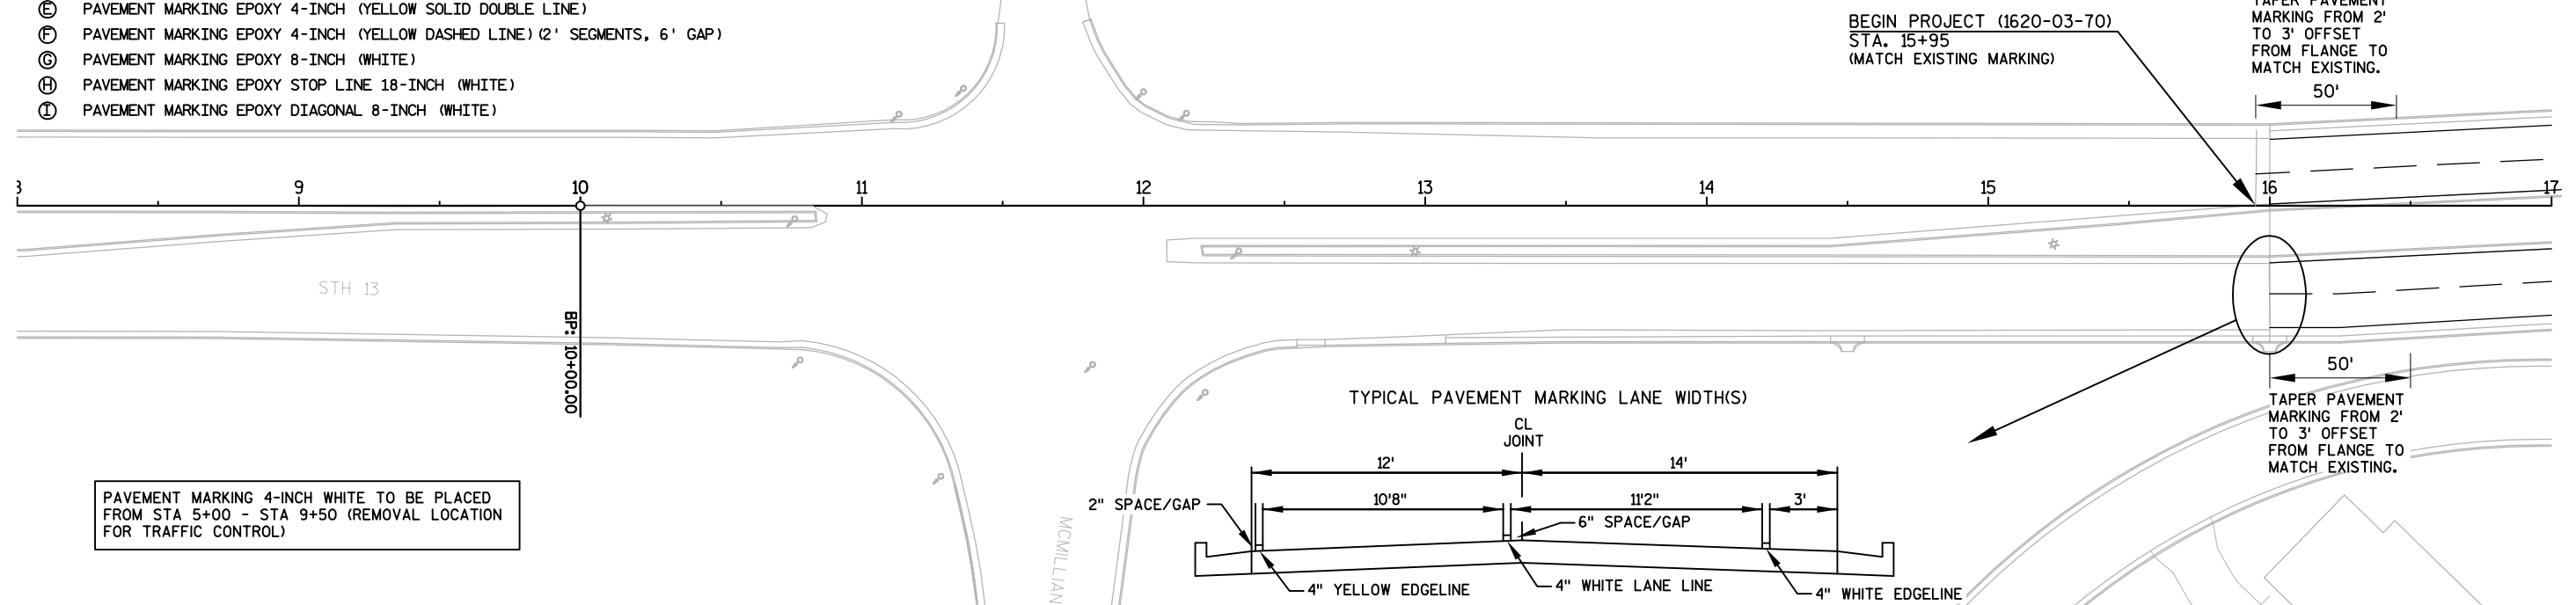 Ⓔ PAVEMENT MARKING EPOXY 4-INCH (YELLOW SOLID DOUBLE LINE)
Ⓕ PAVEMENT MARKING EPOXY 4-INCH (YELLOW DASHED LINE) (2' SEGMENTS, 6' GAP)
Ⓖ PAVEMENT MARKING EPOXY 8-INCH (WHITE)
Ⓗ PAVEMENT MARKING EPOXY STOP LINE 18-INCH (WHITE)
Ⓘ PAVEMENT MARKING EPOXY DIAGONAL 8-INCH (WHITE)
BEGIN PROJECT (1620-03-70)
STA. 15+95
(MATCH EXISTING MARKING)
TAPER PAVEMENT
MARKING FROM 2'
TO 3' OFFSET
FROM FLANGE TO
MATCH EXISTING.
50'
9 10 11 12 13 14 15 16 17
STH 13
BP: 10+00.00
50'
TAPER PAVEMENT
MARKING FROM 2'
TO 3' OFFSET
FROM FLANGE TO
MATCH EXISTING.
TYPICAL PAVEMENT MARKING LANE WIDTH(S)
CL
JOINT
12' 14'
2" SPACE/GAP
10'8" 11'2" 3'
6" SPACE/GAP
4" YELLOW EDGELINE
4" WHITE LANE LINE
4" WHITE EDGELINE
PAVEMENT MARKING 4-INCH WHITE TO BE PLACED
FROM STA 5+00 - STA 9+50 (REMOVAL LOCATION
FOR TRAFFIC CONTROL)
MCMILLIAN